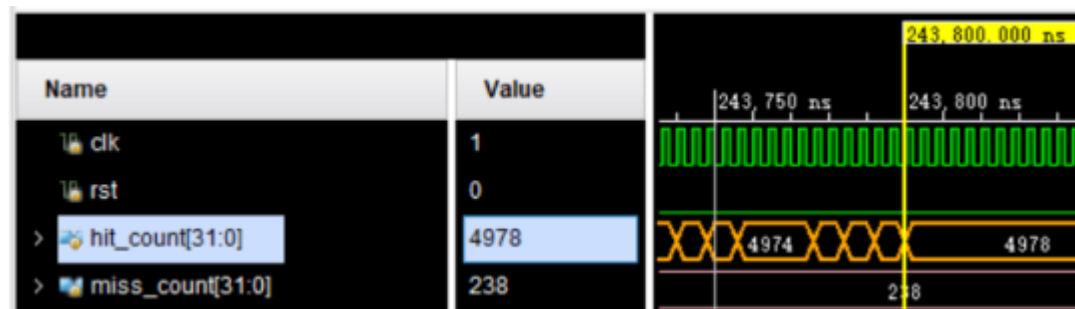 243,800.000 ns
Name Value
243,750 ns 243,800 ns
clk 1
rst 0
hit_count[31:0] 4978 4974 4978
miss_count[31:0] 238 238